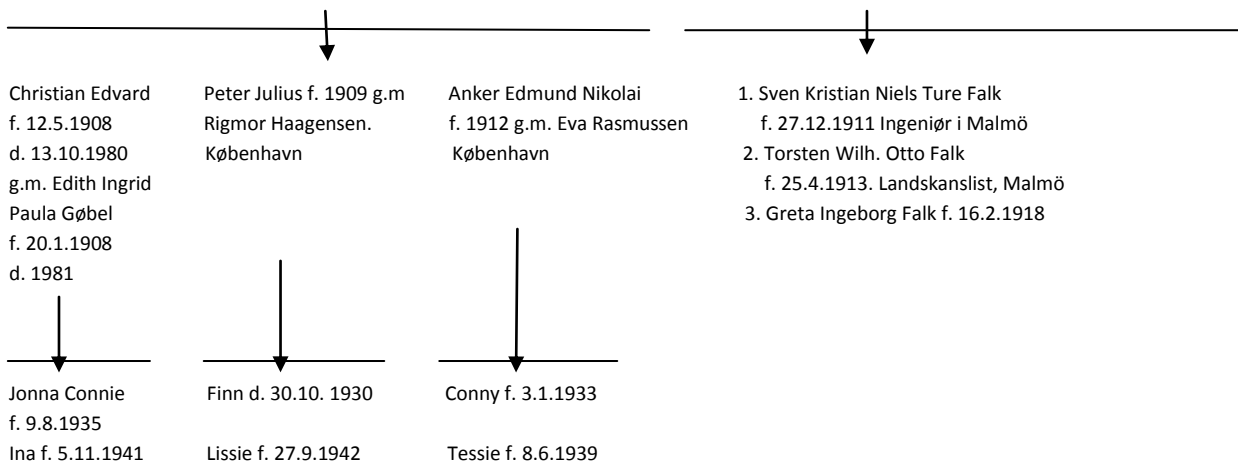 Christian Edvard
f. 12.5.1908
d. 13.10.1980
g.m. Edith Ingrid
Paula Gøbel
f. 20.1.1908
d. 1981
Peter Julius f. 1909 g.m
Rigmor Haagensen.
København
Anker Edmund Nikolai
f. 1912 g.m. Eva Rasmussen
København
1. Sven Kristian Niels Ture Falk
f. 27.12.1911 Ingeniør i Malmö
2. Torsten Wilh. Otto Falk
f. 25.4.1913. Landskanslist, Malmö
3. Greta Ingeborg Falk f. 16.2.1918
Jonna Connie
f. 9.8.1935
Ina f. 5.11.1941
Finn d. 30.10. 1930
Lissie f. 27.9.1942
Conny f. 3.1.1933
Tessie f. 8.6.1939